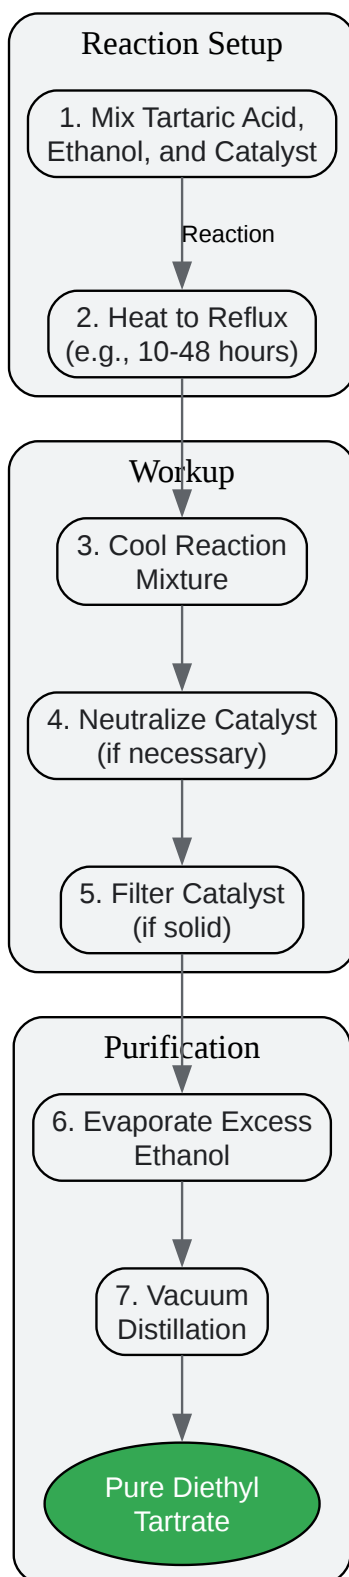 Reaction Setup
1. Mix Tartaric Acid,
Ethanol, and Catalyst
Reaction
2. Heat to Reflux
(e.g., 10-48 hours)
Workup
3. Cool Reaction
Mixture
4. Neutralize Catalyst
(if necessary)
5. Filter Catalyst
(if solid)
Purification
6. Evaporate Excess
Ethanol
7. Vacuum
Distillation
Pure Diethyl
Tartrate